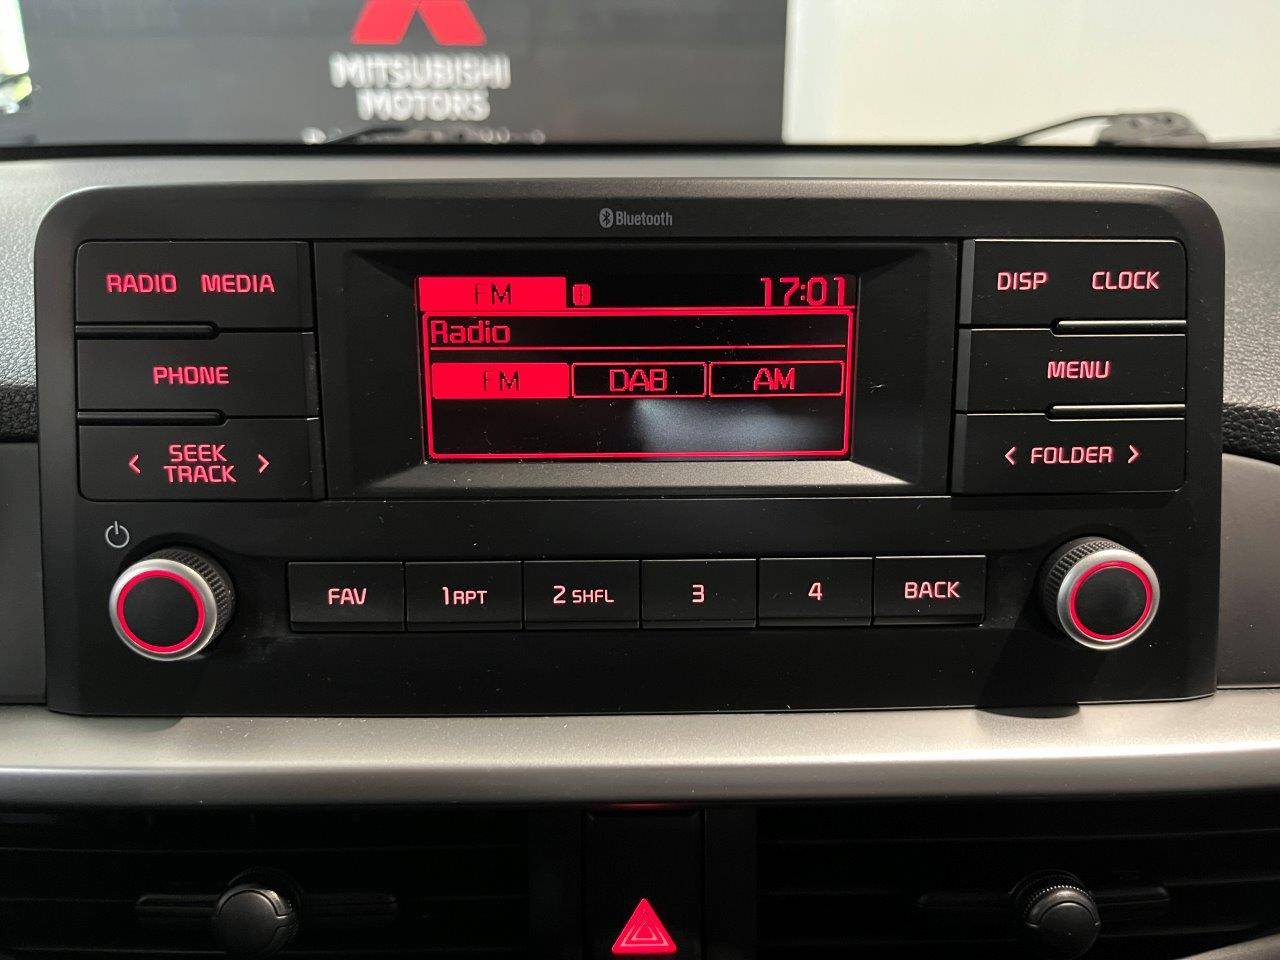 MITSUBISHI
MOTORS
Bluetooth
RADIO MEDIA
PHONE
< SEEK >
TRACK
FM 17:01
Radio
FM DAB AM
DISP CLOCK
MENU
< FOLDER >
FAV
1 RPT
2 SHFL
3
4
BACK